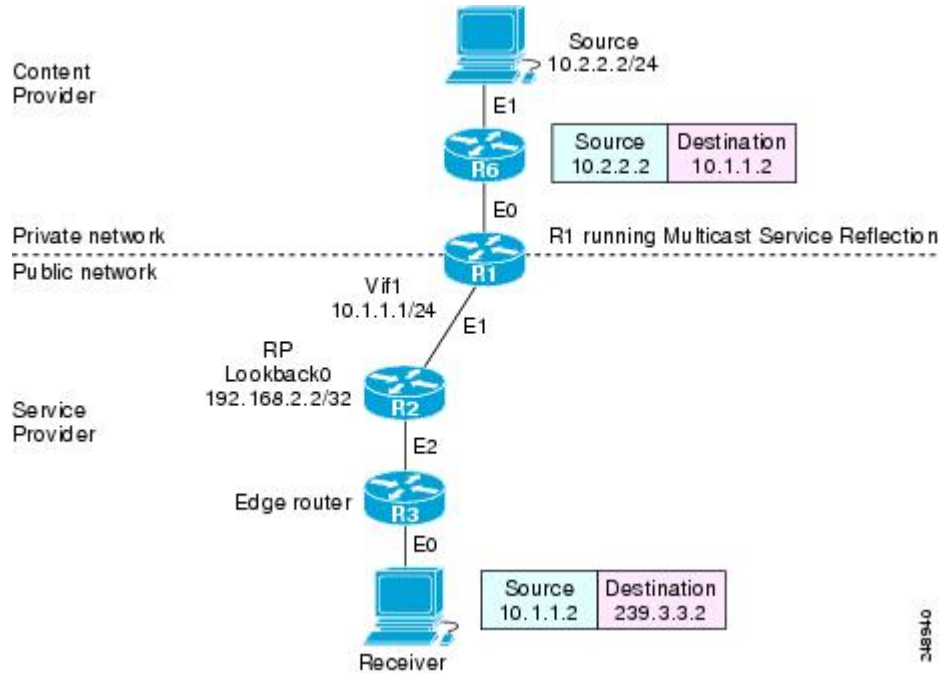 Source
10.2.2.2/24
Content
Provider
E1
Source
10.2.2.2
Destination
10.1.1.2
R6
E0
Private network
R1 running Multicast Service Reflection
Public network
R1
Vif1
10.1.1.1/24
E1
RP
Lookback0
192.168.2.2/32
R2
Service
Provider
E2
Edge router
R3
E0
Source
10.1.1.2
Destination
239.3.3.2
Receiver
248940